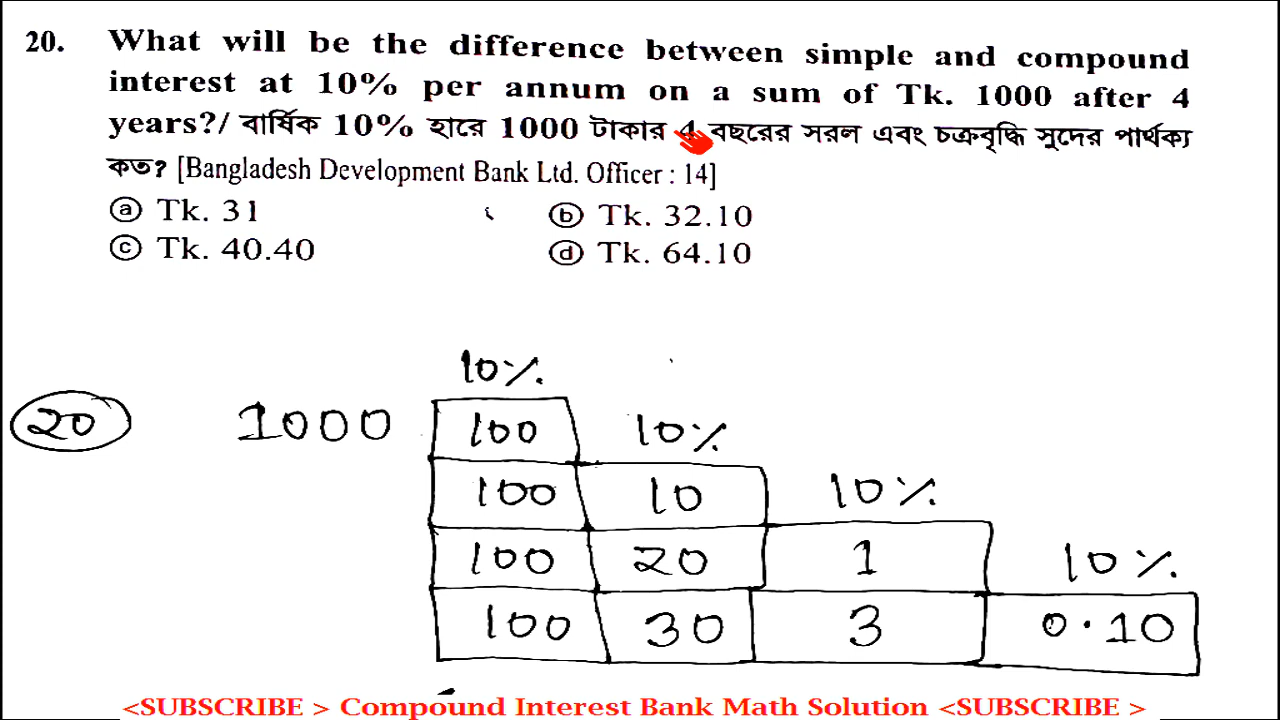 20. What will be the difference between simple and compound
interest at 10% per annum on a sum of Tk. 1000 after 4
years?/ বার্ষিক 10% হারে 1000 টাকার 4 বছরের সরল এবং চক্রবৃদ্ধি সুদের পার্থক্য
কত? [Bangladesh Development Bank Ltd. Officer : 14]
ⓐ Tk. 31 ⓑ Tk. 32.10
ⓒ Tk. 40.40 ⓓ Tk. 64.10
10%
20 1000 100 10%
100 10 10%
100 20 1 10%
100 30 3 0.10
<SUBSCRIBE > Compound Interest Bank Math Solution <SUBSCRIBE >